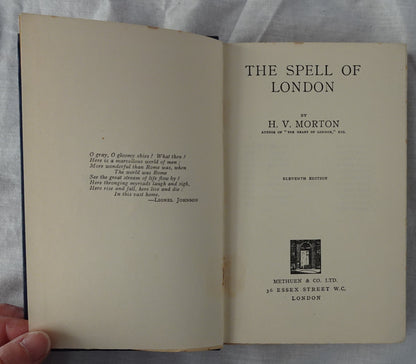 O gray, O gloomy skies! What then?
Here is a marvellous world of men;
More wonderful than Rome was, when
The world was Rome
See the great stream of life flow by!
Here thronging myriads laugh and sigh,
Here rise and fall, here live and die:
In this vast home.
—LIONEL JOHNSON
THE SPELL OF
LONDON
BY
H. V. MORTON
AUTHOR OF "THE HEART OF LONDON," ETC.
ELEVENTH EDITION
METHUEN & CO. LTD.
36 ESSEX STREET W.C.
LONDON